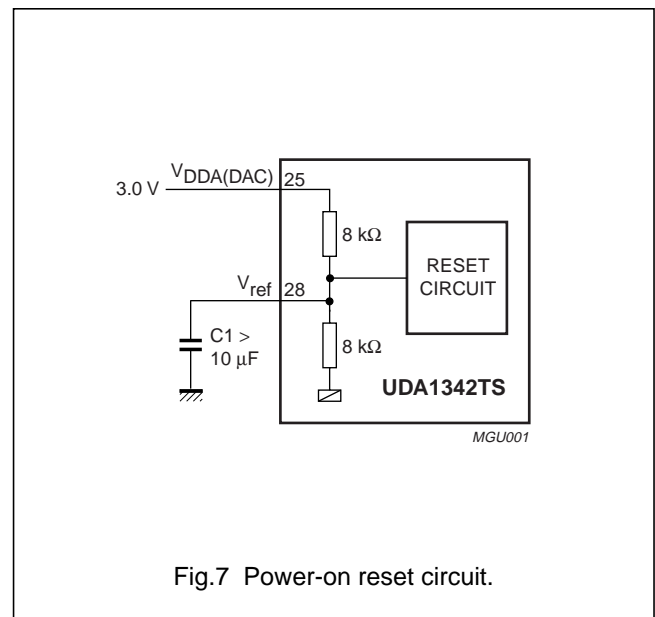 3.0 V
VDDA(DAC)
25
8 kΩ
RESET
CIRCUIT
Vref
28
C1 >
10 μF
8 kΩ
UDA1342TS
MGU001
Fig.7 Power-on reset circuit.